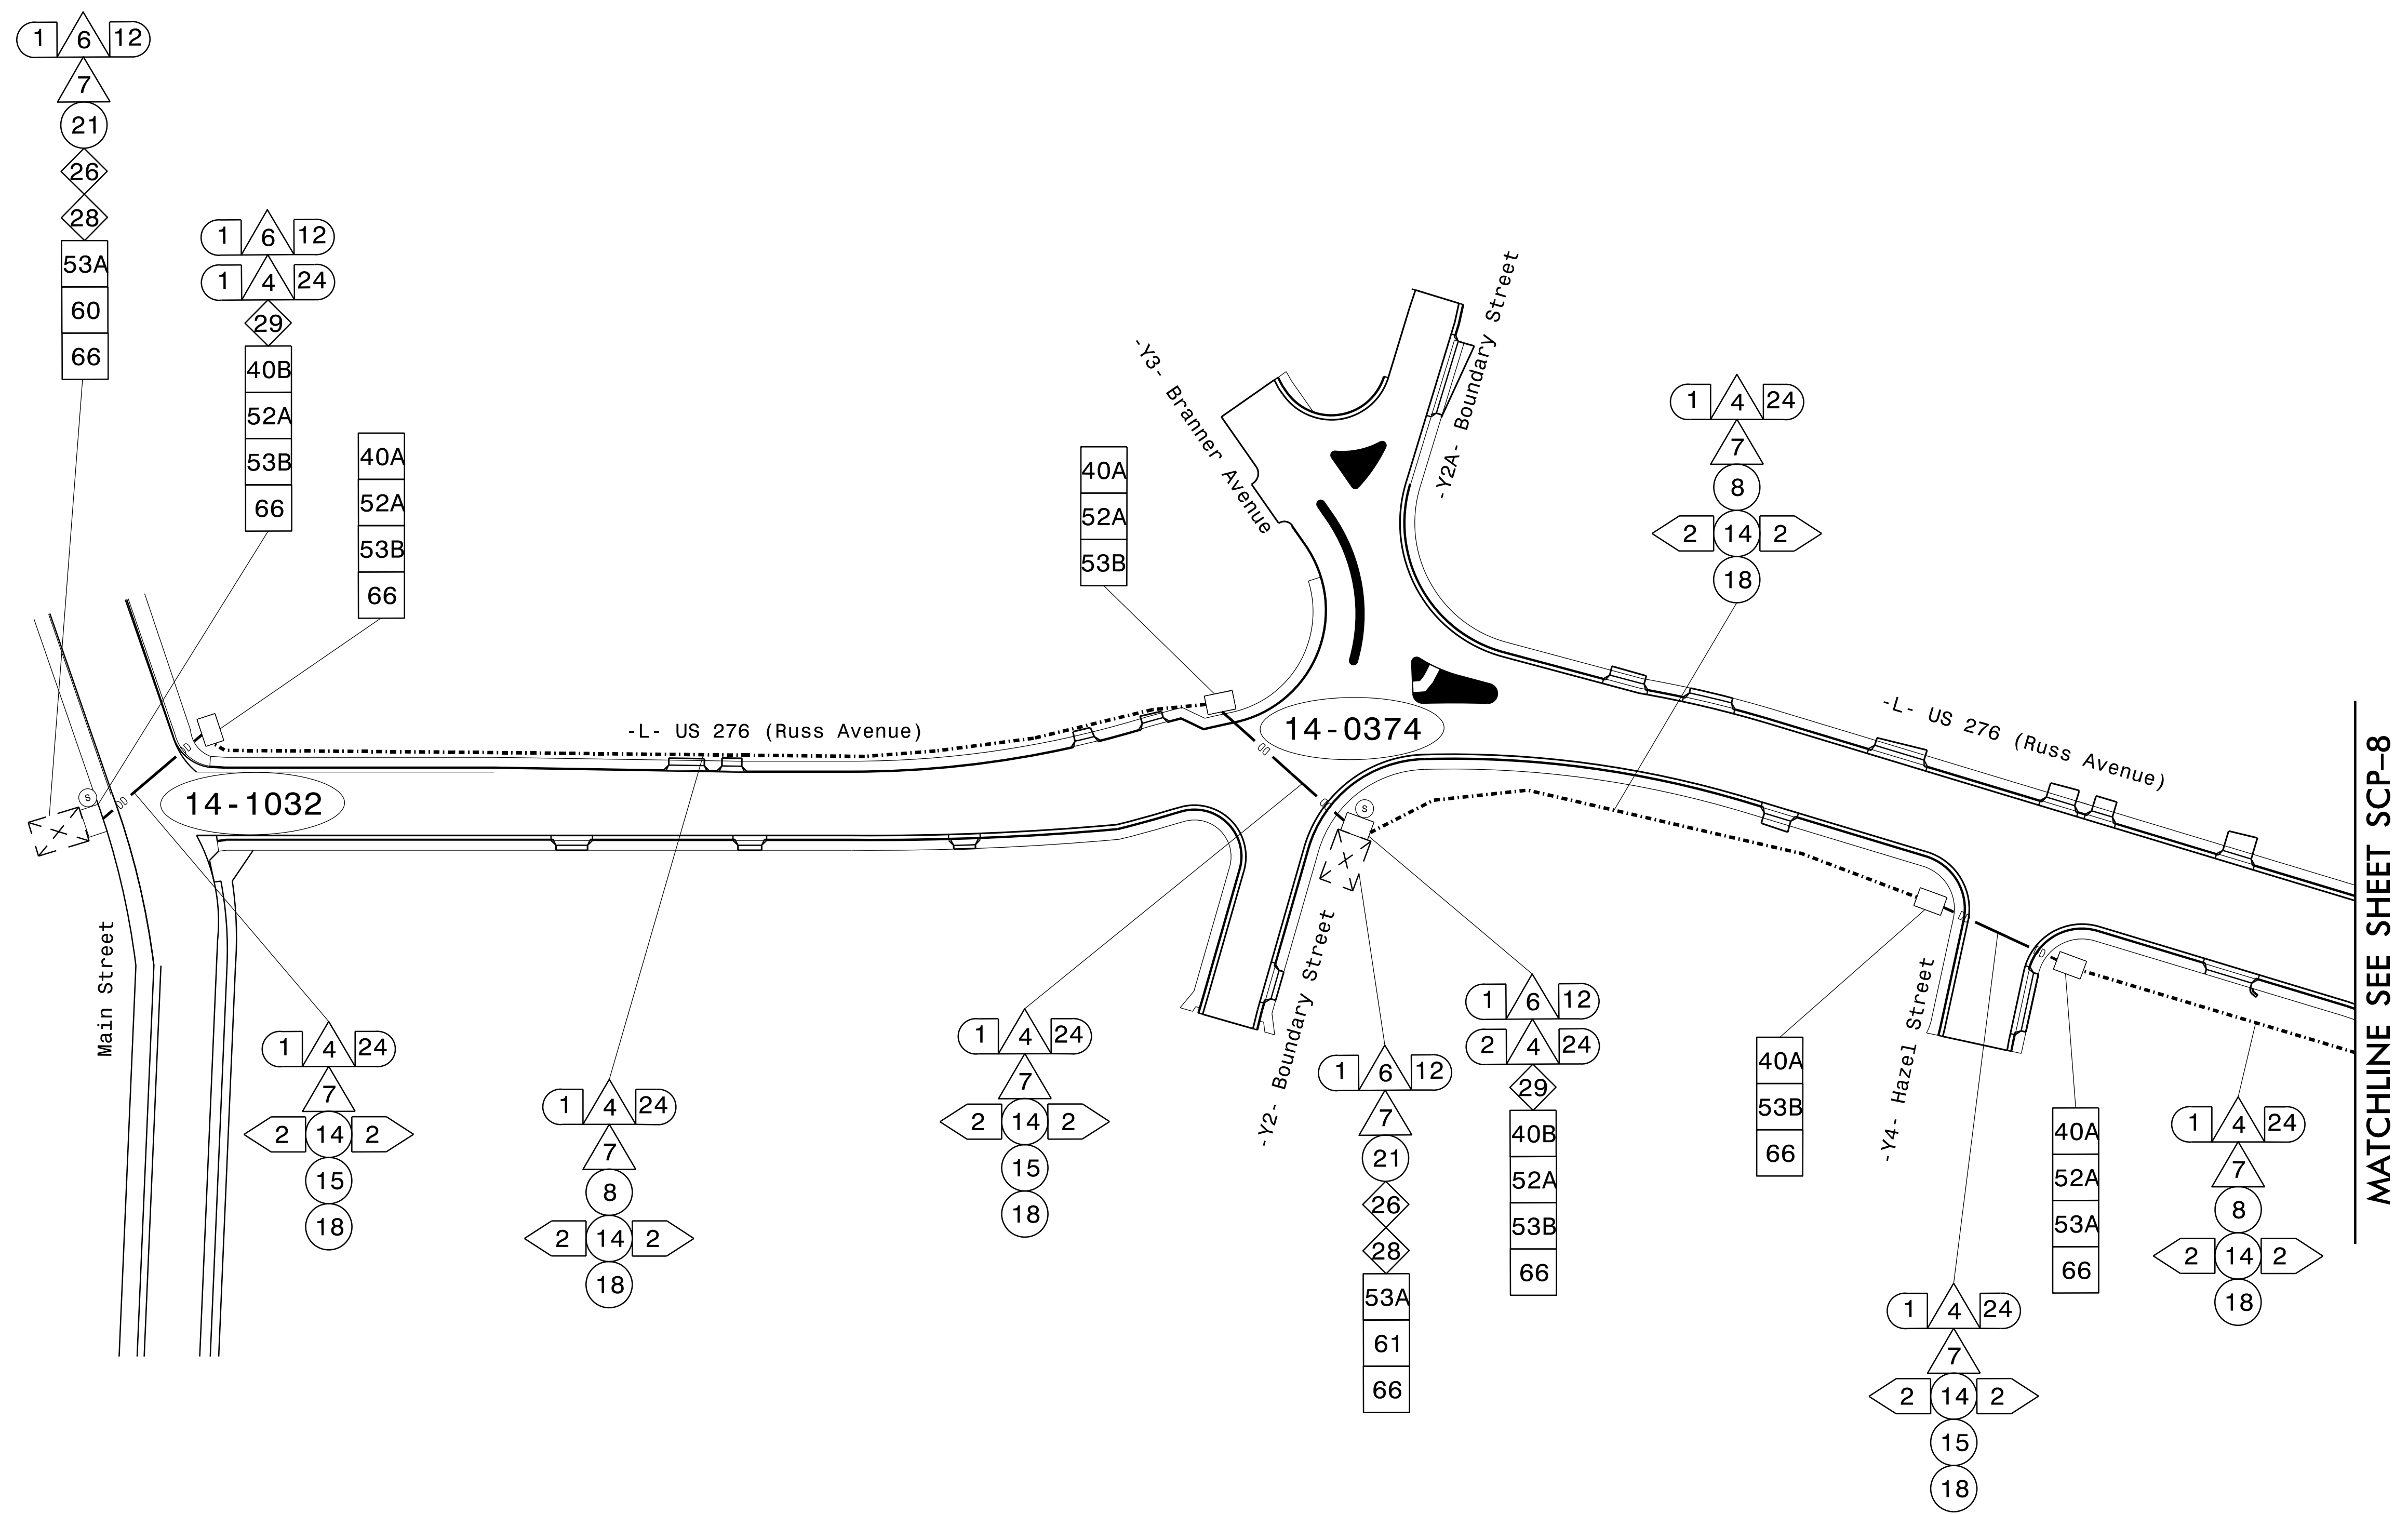 1 6 12
7
21
26
28
53A
60
66
1 6 12
1 4 24
29
40B
52A
53B
66
40A
52A
53B
66
40A
52A
53B
-Y3- Branner Avenue
-Y2A- Boundary Street
1 4 24
7
8
2 14 2
18
-L- US 276 (Russ Avenue)
14-0374
-L- US 276 (Russ Avenue)
MATCHLINE SEE SHEET SCP-8
S
14-1032
S
Main Street
-Y2- Boundary Street
-Y4- Hazel Street
1 4 24
7
2 14 2
15
18
1 4 24
7
8
2 14 2
18
1 4 24
7
2 14 2
15
18
1 6 12
7
21
26
28
53A
61
66
1 6 12
2 4 24
29
40B
52A
53B
66
40A
53B
66
1 4 24
7
2 14 2
15
18
40A
52A
53A
66
1 4 24
7
8
2 14 2
18